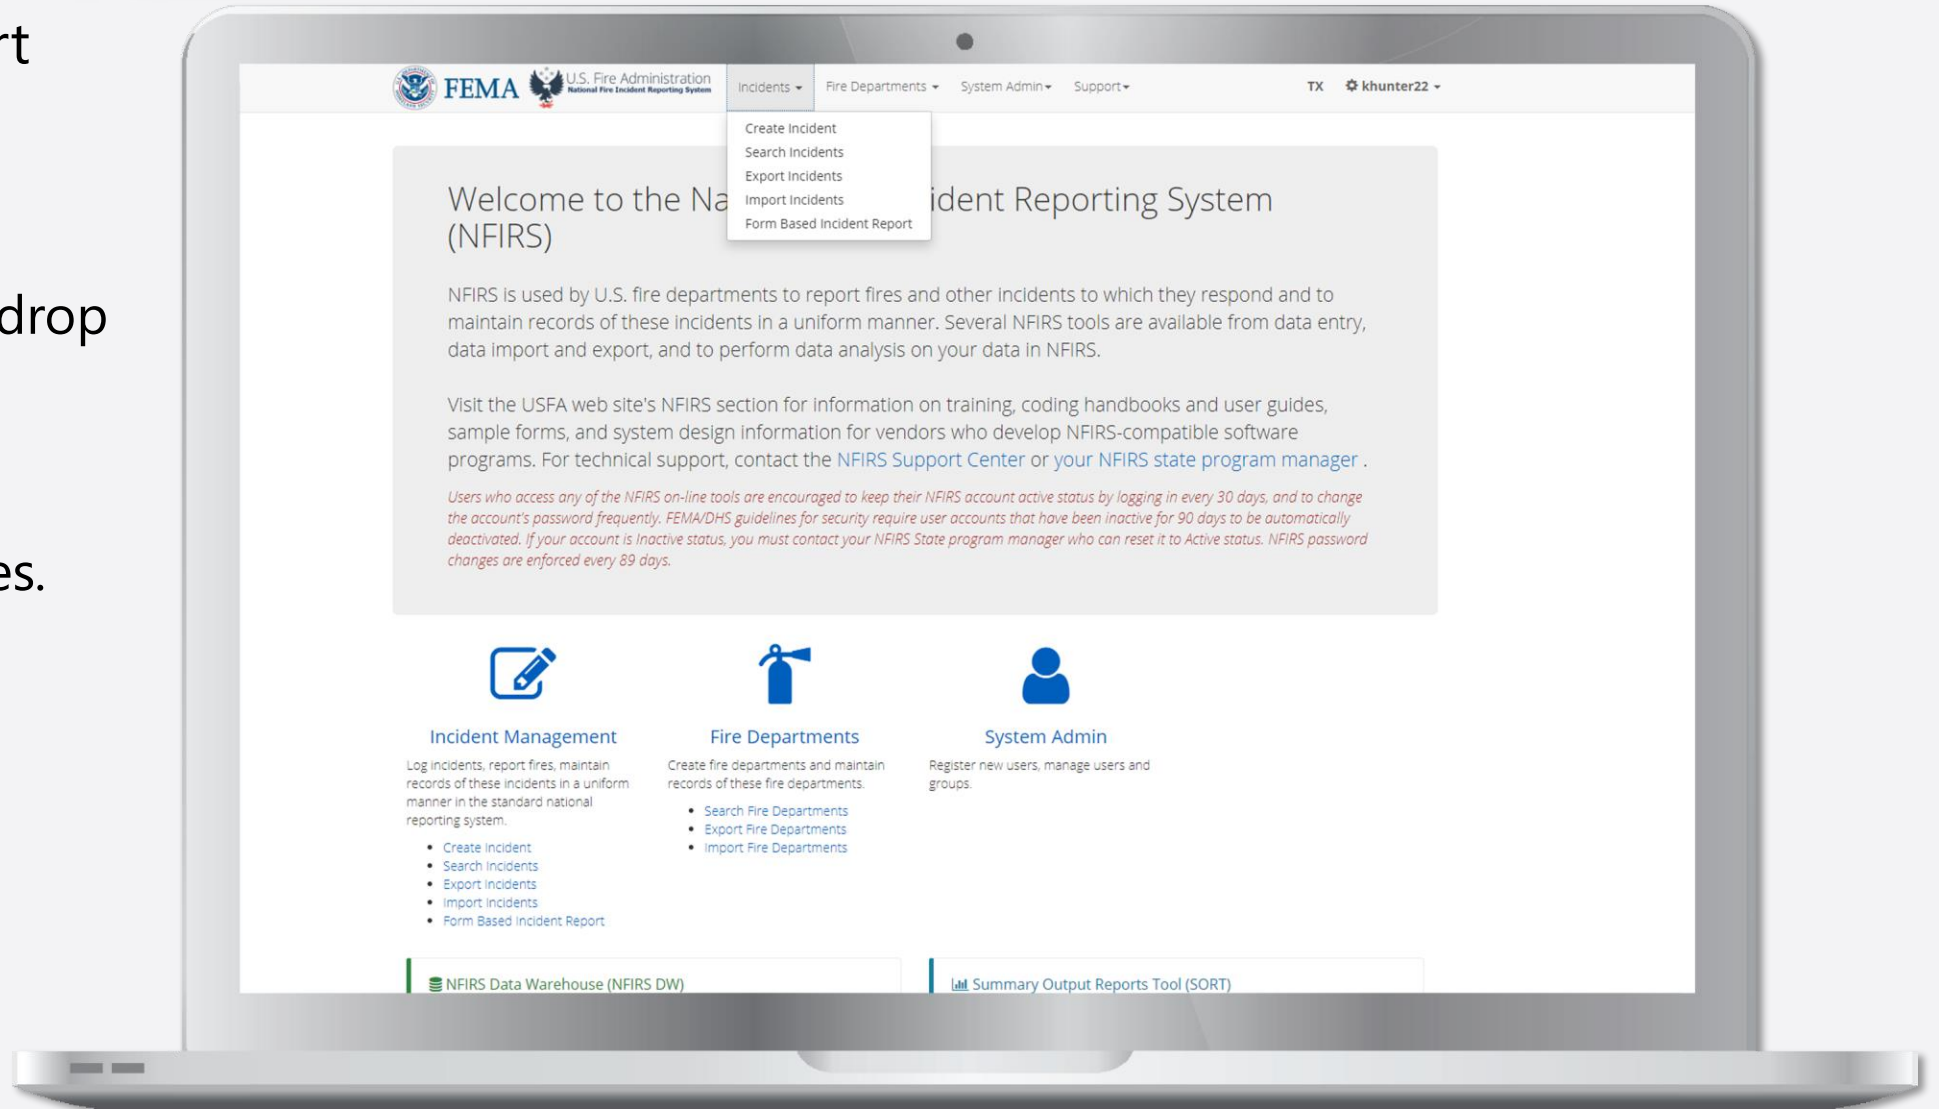 rt
drop
es.
FEMA
U.S. Fire Administration
National Fire Incident Reporting System
Incidents
Fire Departments
System Admin
Support
TX
khunter22
Create Incident
Search Incidents
Export Incidents
Import Incidents
Form Based Incident Report
Welcome to the Na ident Reporting System
(NFIRS)
NFIRS is used by U.S. fire departments to report fires and other incidents to which they respond and to
maintain records of these incidents in a uniform manner. Several NFIRS tools are available from data entry,
data import and export, and to perform data analysis on your data in NFIRS.
Visit the USFA web site's NFIRS section for information on training, coding handbooks and user guides,
sample forms, and system design information for vendors who develop NFIRS-compatible software
programs. For technical support, contact the NFIRS Support Center or your NFIRS state program manager .
Users who access any of the NFIRS on-line tools are encouraged to keep their NFIRS account active status by logging in every 30 days, and to change
the account's password frequently. FEMA/DHS guidelines for security require user accounts that have been inactive for 90 days to be automatically
deactivated. If your account is Inactive status, you must contact your NFIRS State program manager who can reset it to Active status. NFIRS password
changes are enforced every 89 days.
Incident Management
Log incidents, report fires, maintain
records of these incidents in a uniform
manner in the standard national
reporting system.
• Create Incident
• Search Incidents
• Export Incidents
• Import Incidents
• Form Based Incident Report
Fire Departments
Create fire departments and maintain
records of these fire departments.
• Search Fire Departments
• Export Fire Departments
• Import Fire Departments
System Admin
Register new users, manage users and
groups.
NFIRS Data Warehouse (NFIRS DW)
Summary Output Reports Tool (SORT)